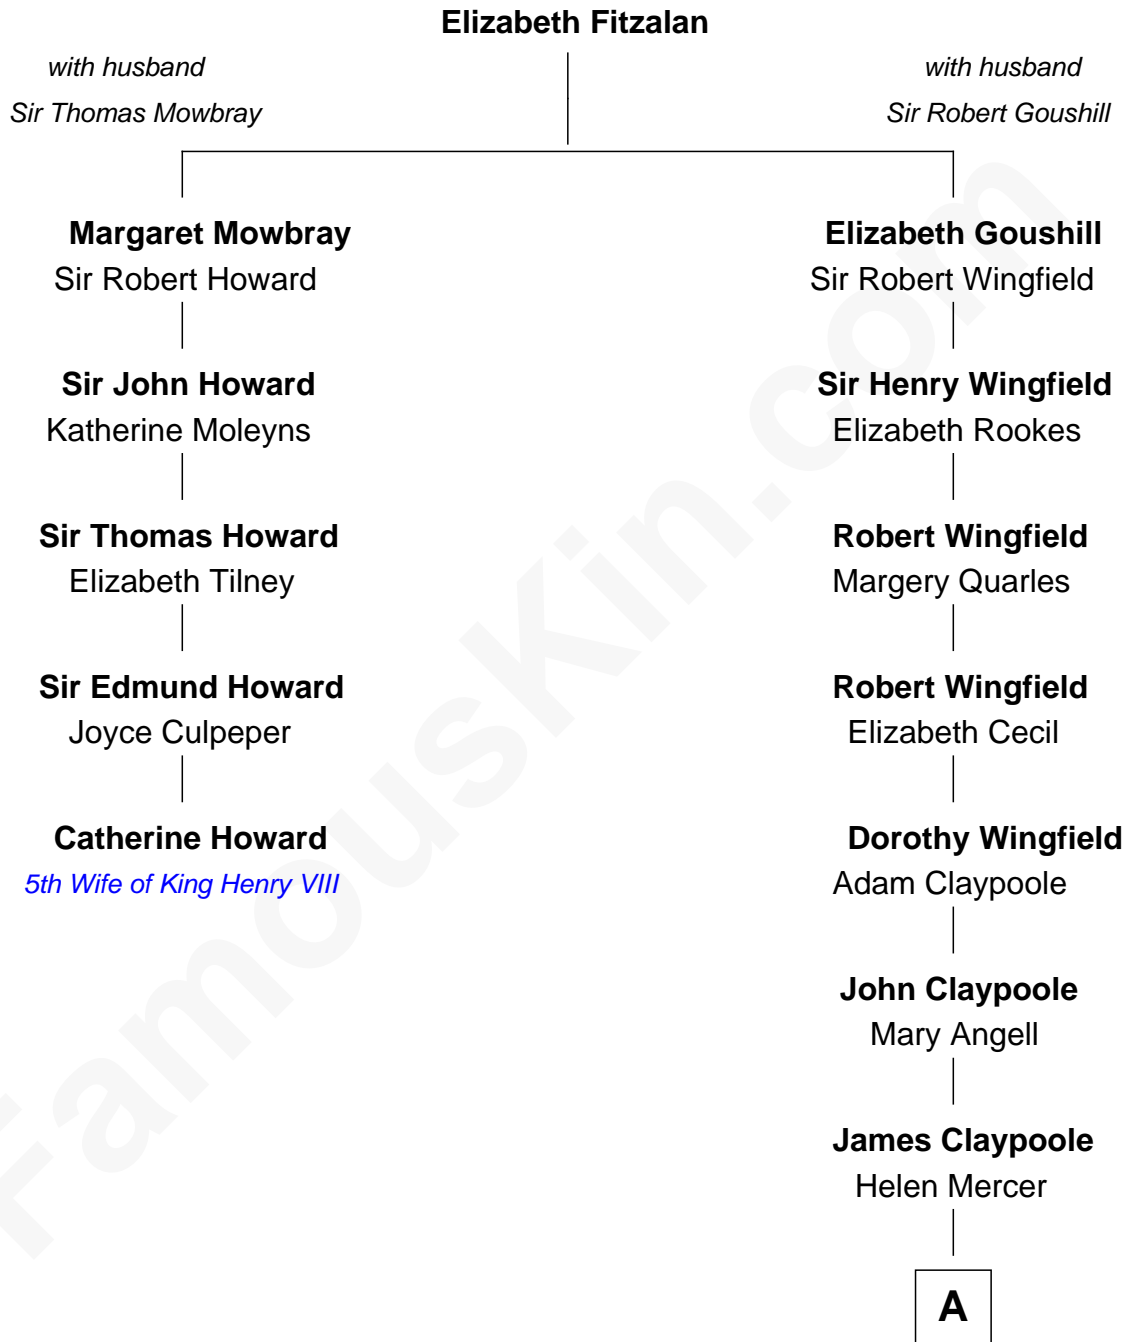 Elizabeth Fitzalan
with husband
Sir Thomas Mowbray
with husband
Sir Robert Goushill
Margaret Mowbray
Sir Robert Howard
Elizabeth Goushill
Sir Robert Wingfield
Sir John Howard
Katherine Moleyns
Sir Henry Wingfield
Elizabeth Rookes
Sir Thomas Howard
Elizabeth Tilney
Robert Wingfield
Margery Quarles
Sir Edmund Howard
Joyce Culpeper
Robert Wingfield
Elizabeth Cecil
Catherine Howard
5th Wife of King Henry VIII
Dorothy Wingfield
Adam Claypoole
John Claypoole
Mary Angell
James Claypoole
Helen Mercer
A
FamousKin.com